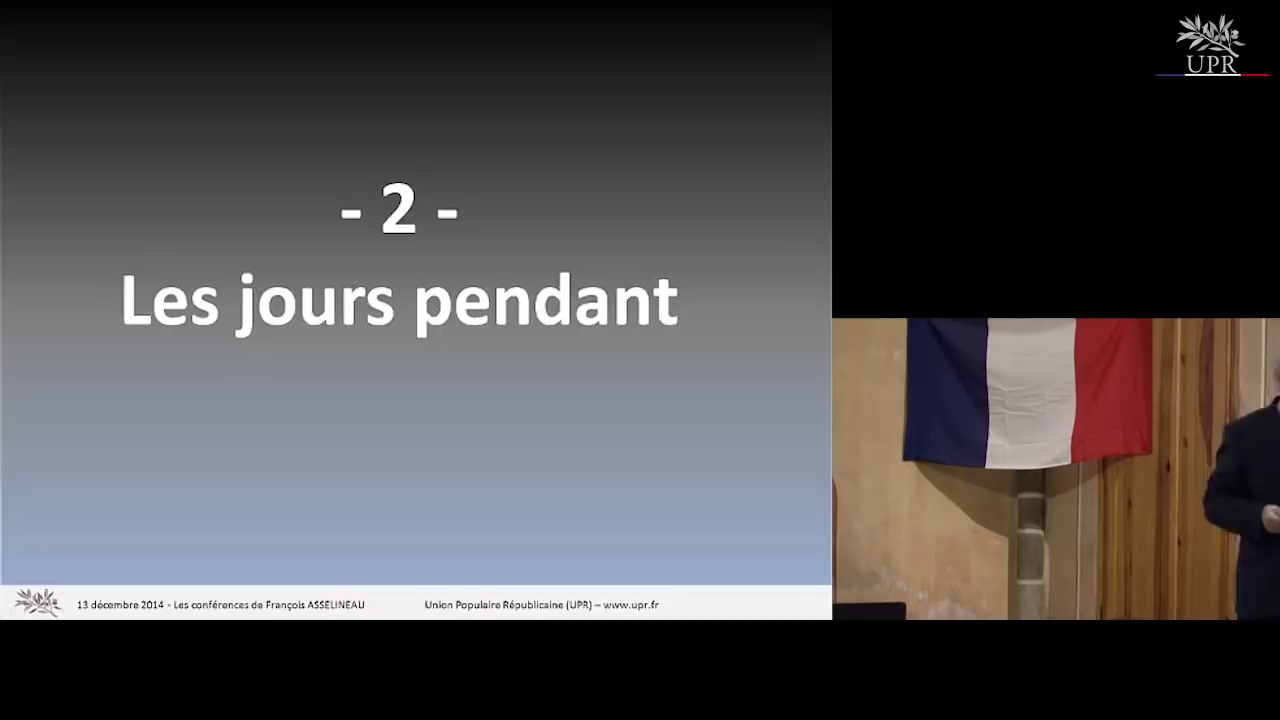 UPR
- 2 -
Les jours pendant
13 décembre 2014 - Les conférences de François ASSELINEAU
Union Populaire Républicaine (UPR) – www.upr.fr